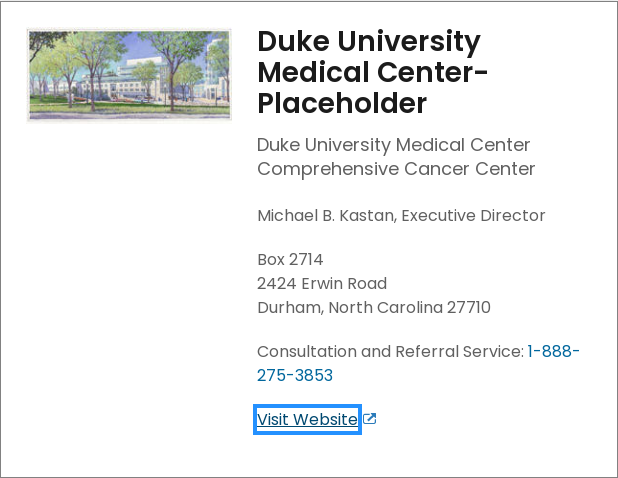 Duke University
Medical Center-
Placeholder
Duke University Medical Center
Comprehensive Cancer Center
Michael B. Kastan, Executive Director
Box 2714
2424 Erwin Road
Durham, North Carolina 27710
Consultation and Referral Service: 1-888-
275-3853
Visit Website